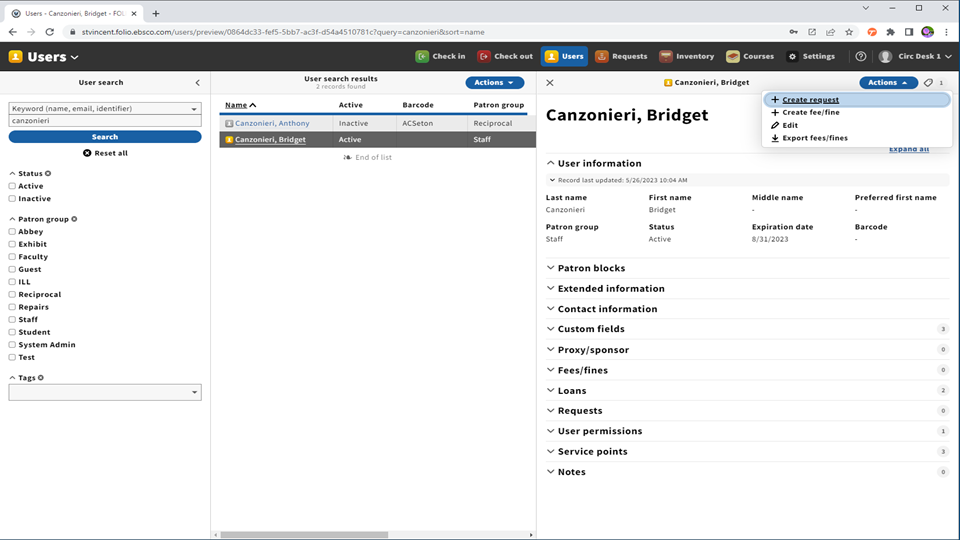 Users - Canzonieri, Bridget - FOL
stvincent.folio.ebsco.com/users/preview/0864dc33-fef5-5bb7-ac3f-d54a4510781c?query=canzonieri&sort=name
Users
Check in
Check out
Users
Requests
Inventory
Courses
Settings
Circ Desk 1
User search
Keyword (name, email, identifier)
canzonieri
Search
Reset all
Status
Active
Inactive
Patron group
Abbey
Exhibit
Faculty
Guest
ILL
Reciprocal
Repairs
Staff
Student
System Admin
Test
Tags
User search results
2 records found
Actions
Name Active Barcode Patron group
Canzonieri, Anthony Inactive ACSeton Reciprocal
Canzonieri, Bridget Active Staff
End of list
Canzonieri, Bridget
Actions
1
Create request
Create fee/fine
Edit
Export fees/fines
Canzonieri, Bridget
Expand all
User information
Record last updated: 5/26/2023 10:04 AM
Last name First name Middle name Preferred first name
Canzonieri Bridget - -
Patron group Status Expiration date Barcode
Staff Active 8/31/2023 -
Patron blocks
Extended information
Contact information
Custom fields 3
Proxy/sponsor 0
Fees/fines 0
Loans 2
Requests 0
User permissions 1
Service points 3
Notes 0